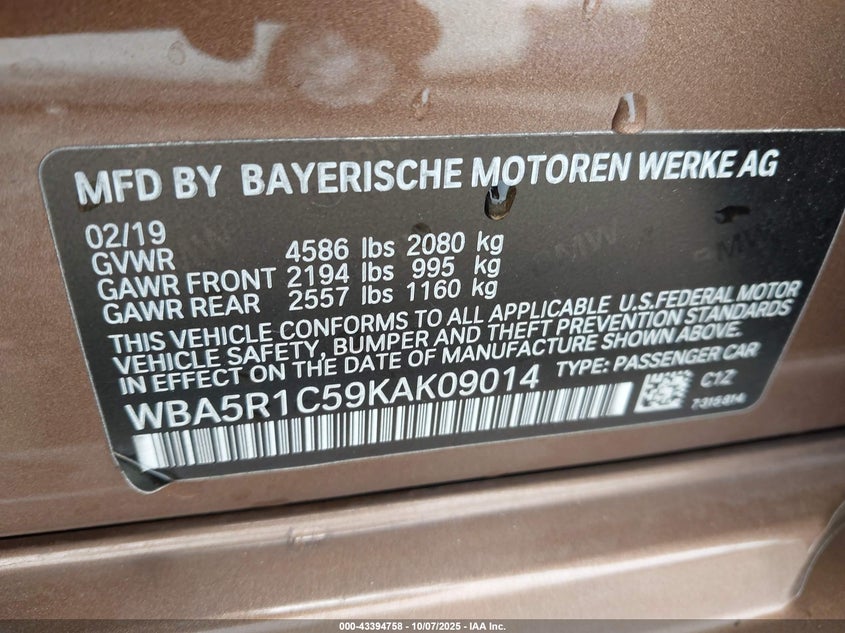 MFD BY BAYERISCHE MOTOREN WERKE AG
02/19
GVWR 4586 lbs 2080 kg
GAWR FRONT 2194 lbs 995 kg
GAWR REAR 2557 lbs 1160 kg
THIS VEHICLE CONFORMS TO ALL APPLICABLE U.S.FEDERAL MOTOR
VEHICLE SAFETY, BUMPER AND THEFT PREVENTION STANDARDS
IN EFFECT ON THE DATE OF MANUFACTURE SHOWN ABOVE.
WBA5R1C59KAK09014 TYPE: PASSENGER CAR
C1Z
7315814
000-43394758 - 10/07/2025 - IAA Inc.